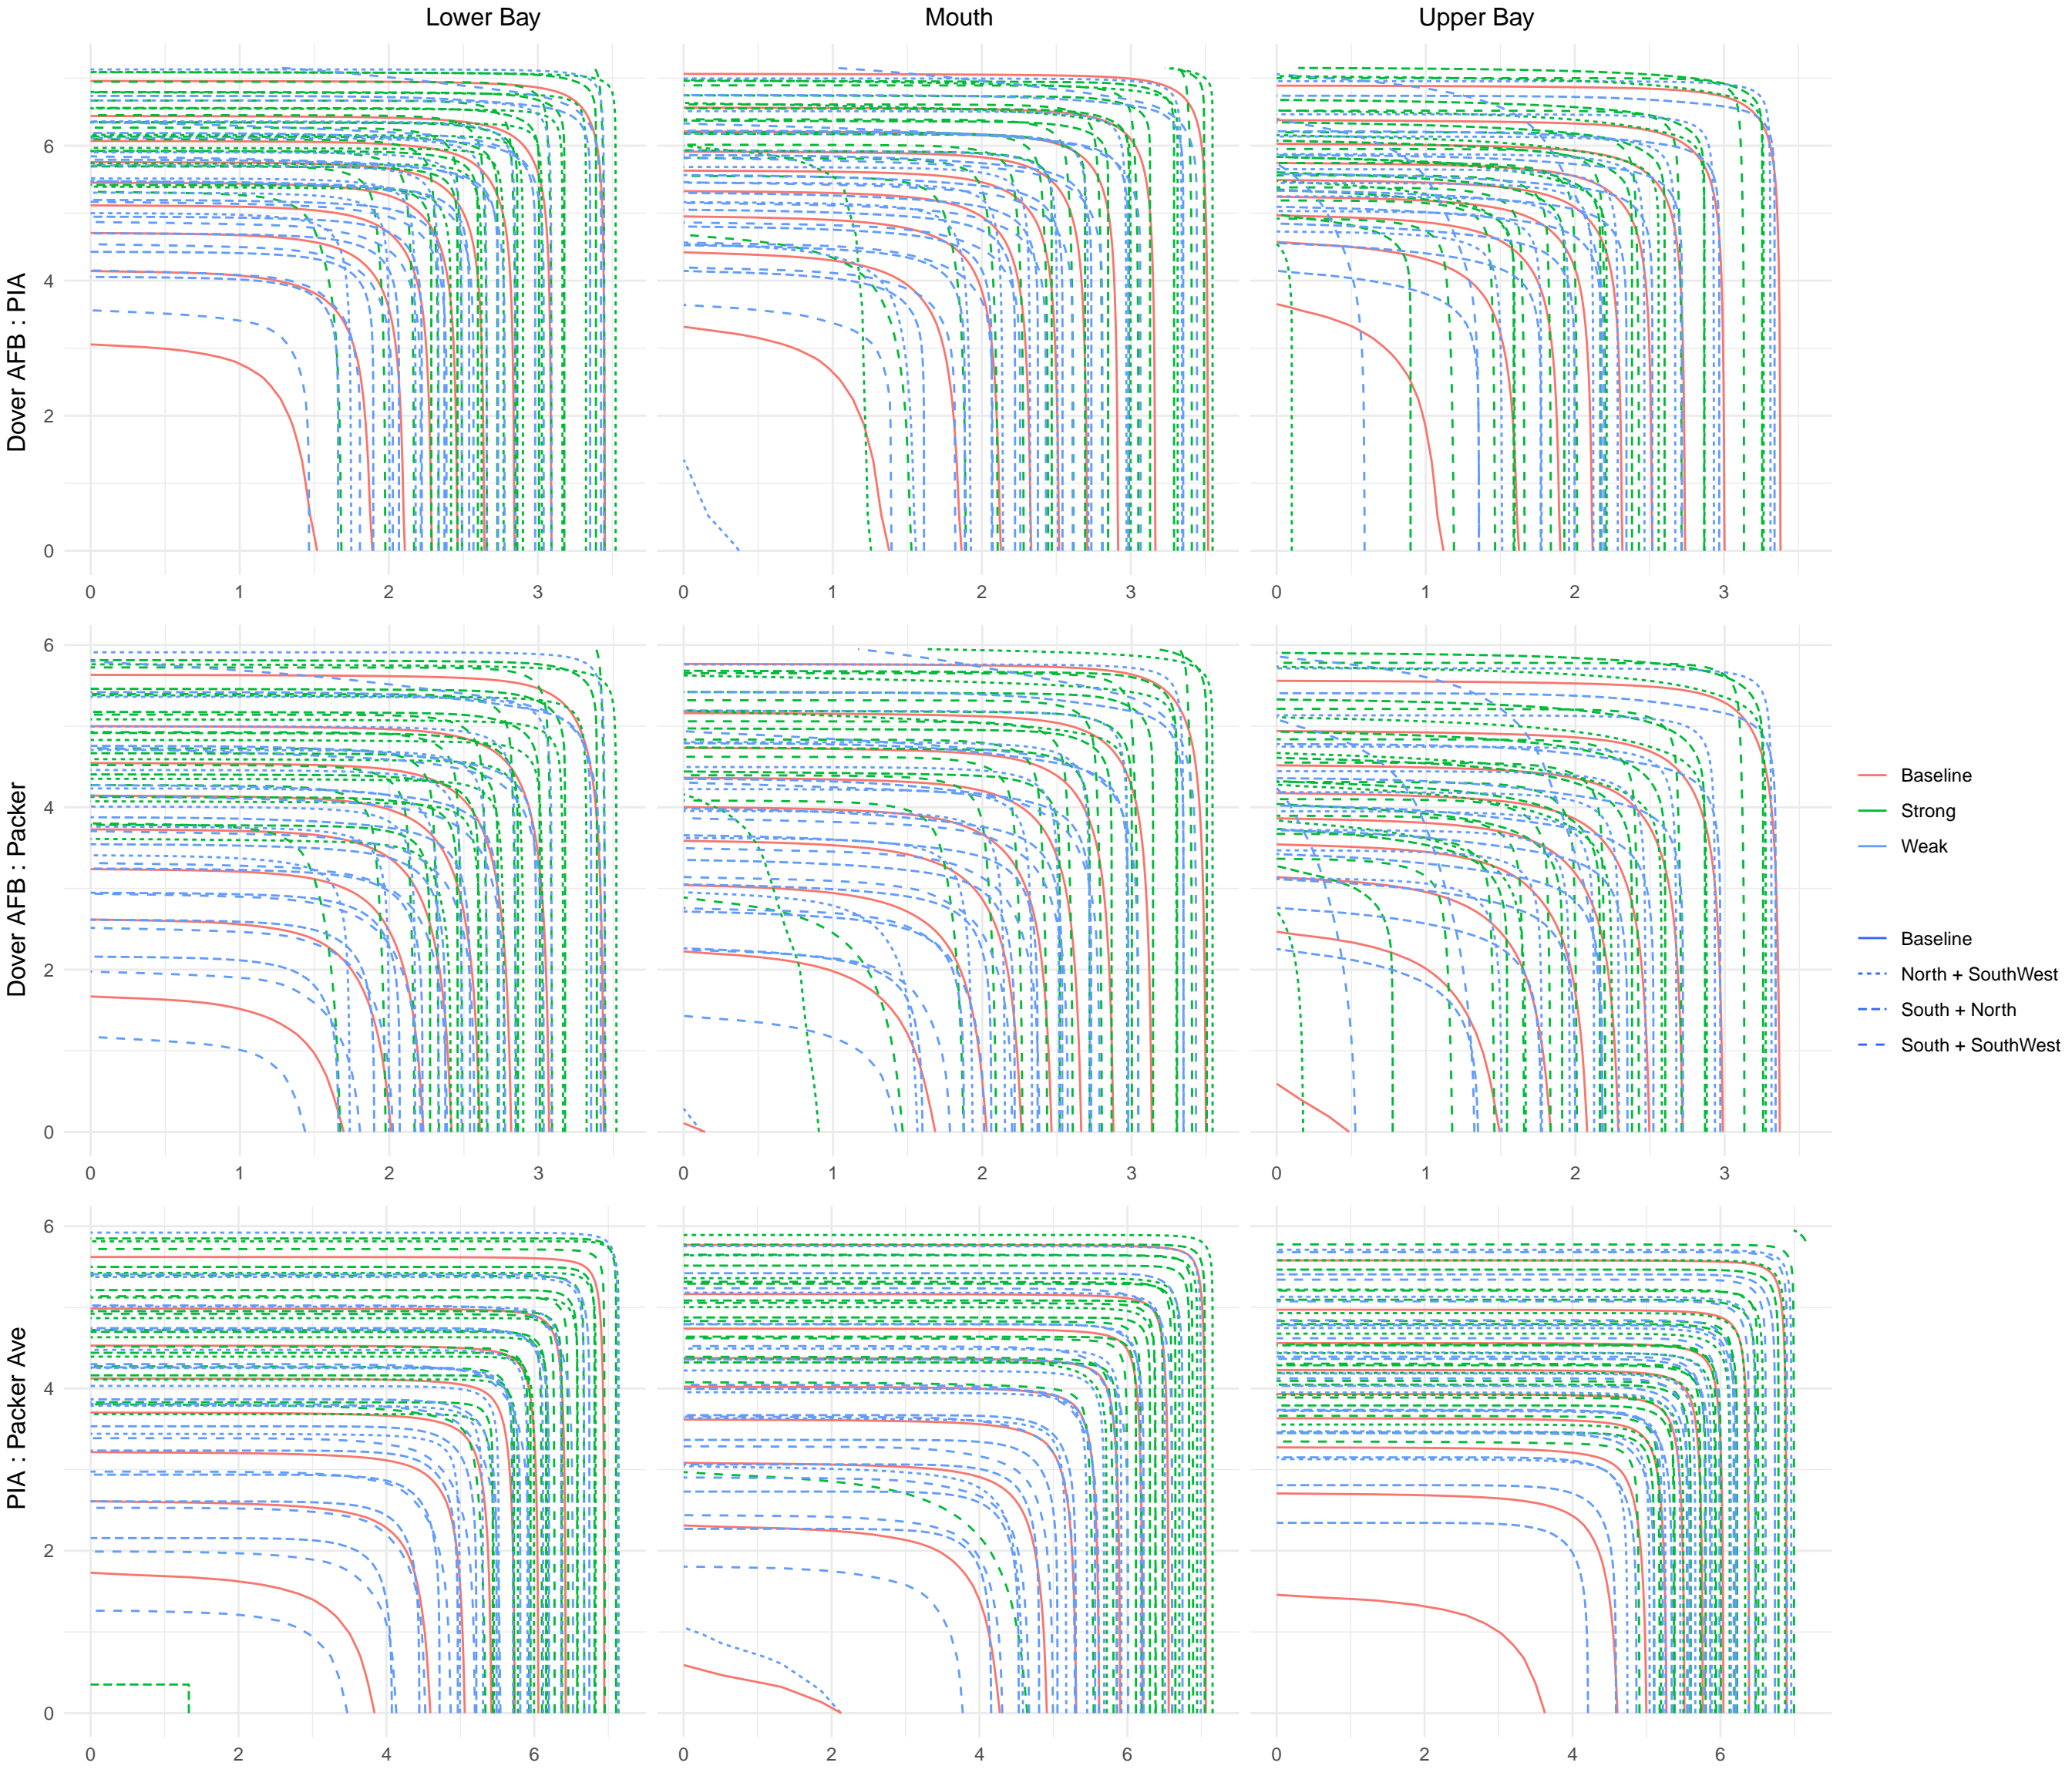 Lower Bay Mouth Upper Bay
Dover AFB : PIA
6
4
2
0
0 1 2 3 0 1 2 3 0 1 2 3
Dover AFB : Packer
6
4
2
0
0 1 2 3 0 1 2 3 0 1 2 3
PIA : Packer Ave
6
4
2
0
0 2 4 6 0 2 4 6 0 2 4 6
Baseline
Strong
Weak
Baseline
North + SouthWest
South + North
South + SouthWest